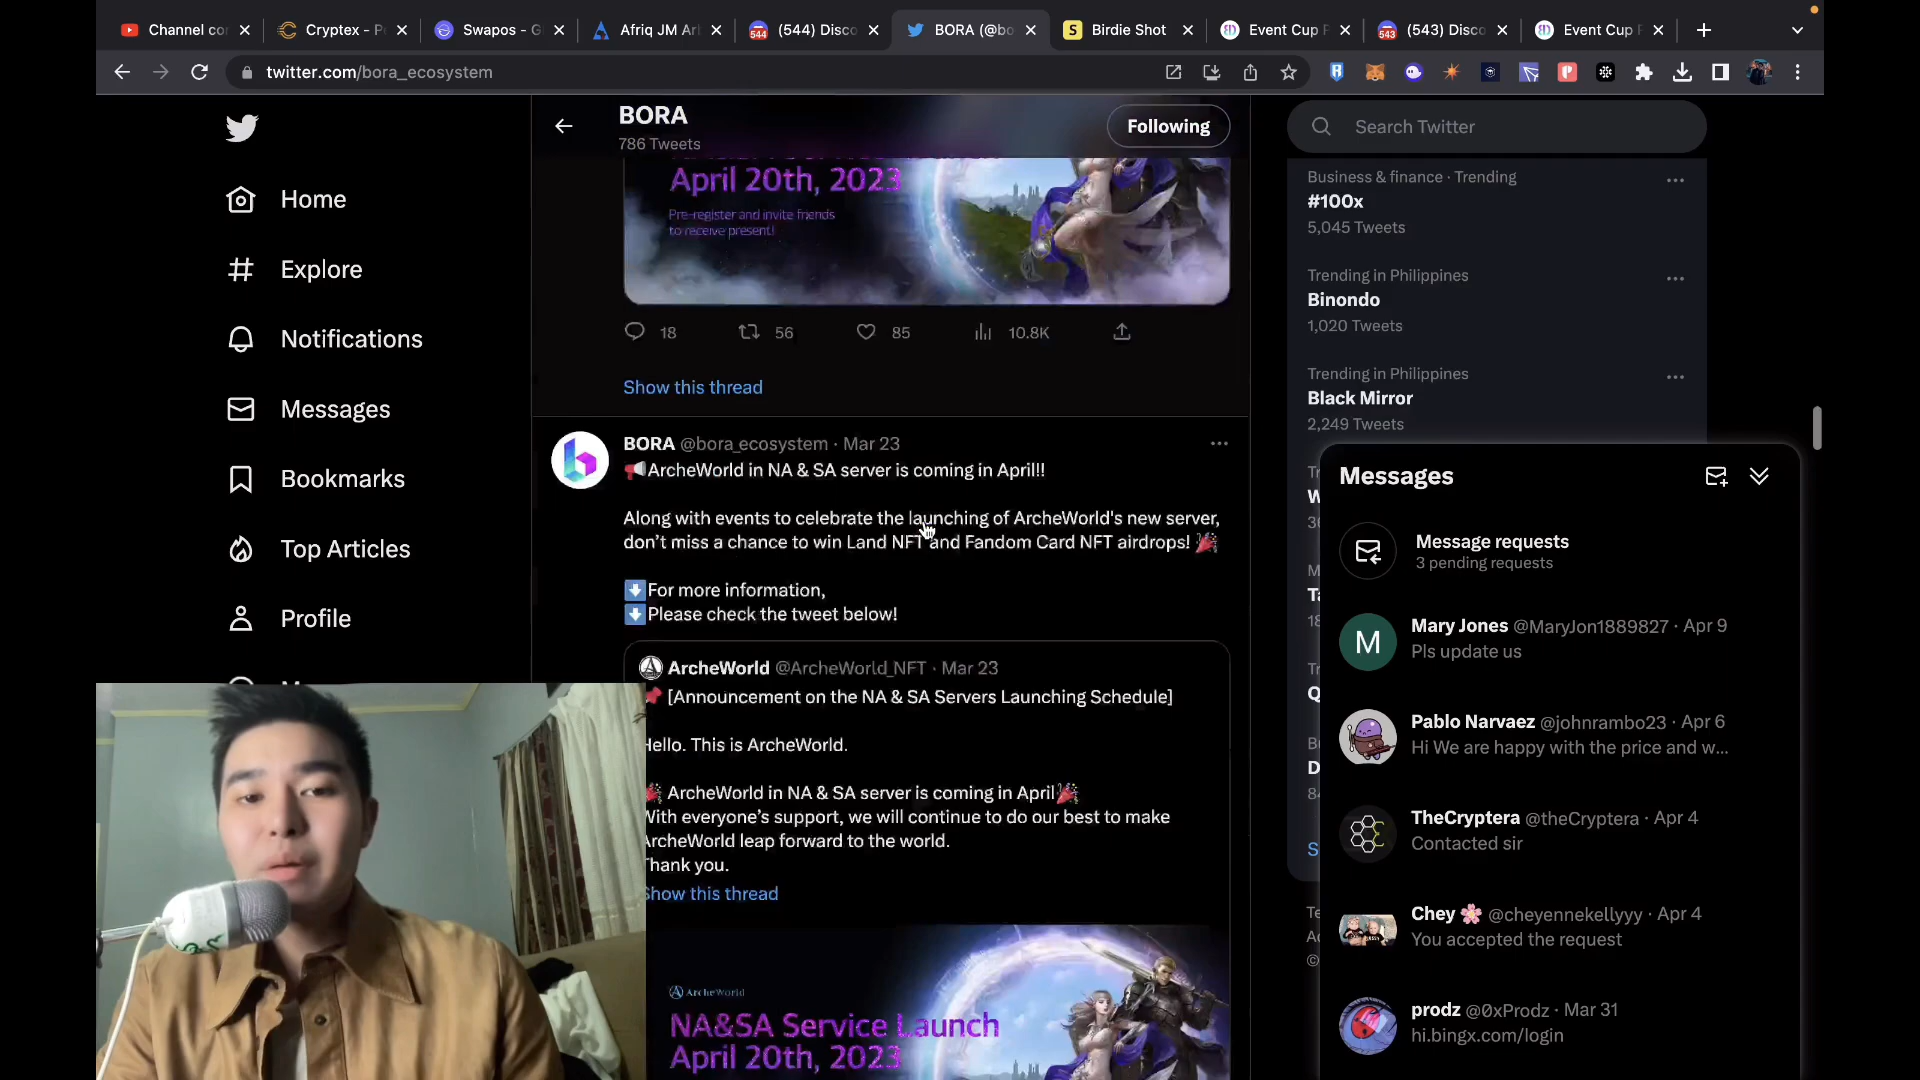 Channel co
Cryptex - P
Swapos - G
Afriq JM Ar
(544) Disco
BORA (@bo
Birdie Shot
Event Cup F
(543) Disco
Event Cup F
twitter.com/bora_ecosystem
Home
Explore
Notifications
Messages
Bookmarks
Top Articles
Profile
BORA
786 Tweets
Following
April 20th, 2023
Pre-register and invite friends
to receive present!
18
56
85
10.8K
Show this thread
BORA @bora_ecosystem · Mar 23
📢ArcheWorld in NA & SA server is coming in April!!
Along with events to celebrate the launching of ArcheWorld's new server,
don't miss a chance to win Land NFT and Fandom Card NFT airdrops! 🎉
⬇️For more information,
⬇️Please check the tweet below!
ArcheWorld @ArcheWorld_NFT · Mar 23
📌 [Announcement on the NA & SA Servers Launching Schedule]
Hello. This is ArcheWorld.
🎉 ArcheWorld in NA & SA server is coming in April🎉
With everyone's support, we will continue to do our best to make
ArcheWorld leap forward to the world.
Thank you.
Show this thread
ArcheWorld
NA&SA Service Launch
April 20th, 2023
Search Twitter
Business & finance · Trending
#100x
5,045 Tweets
Trending in Philippines
Binondo
1,020 Tweets
Trending in Philippines
Black Mirror
2,249 Tweets
Messages
Message requests
3 pending requests
M
Mary Jones @MaryJon1889827 · Apr 9
Pls update us
Pablo Narvaez @johnrambo23 · Apr 6
Hi We are happy with the price and w...
TheCryptera @theCryptera · Apr 4
Contacted sir
Chey 🌸 @cheyennekellyyy · Apr 4
You accepted the request
prodz @0xProdz · Mar 31
hi.bingx.com/login